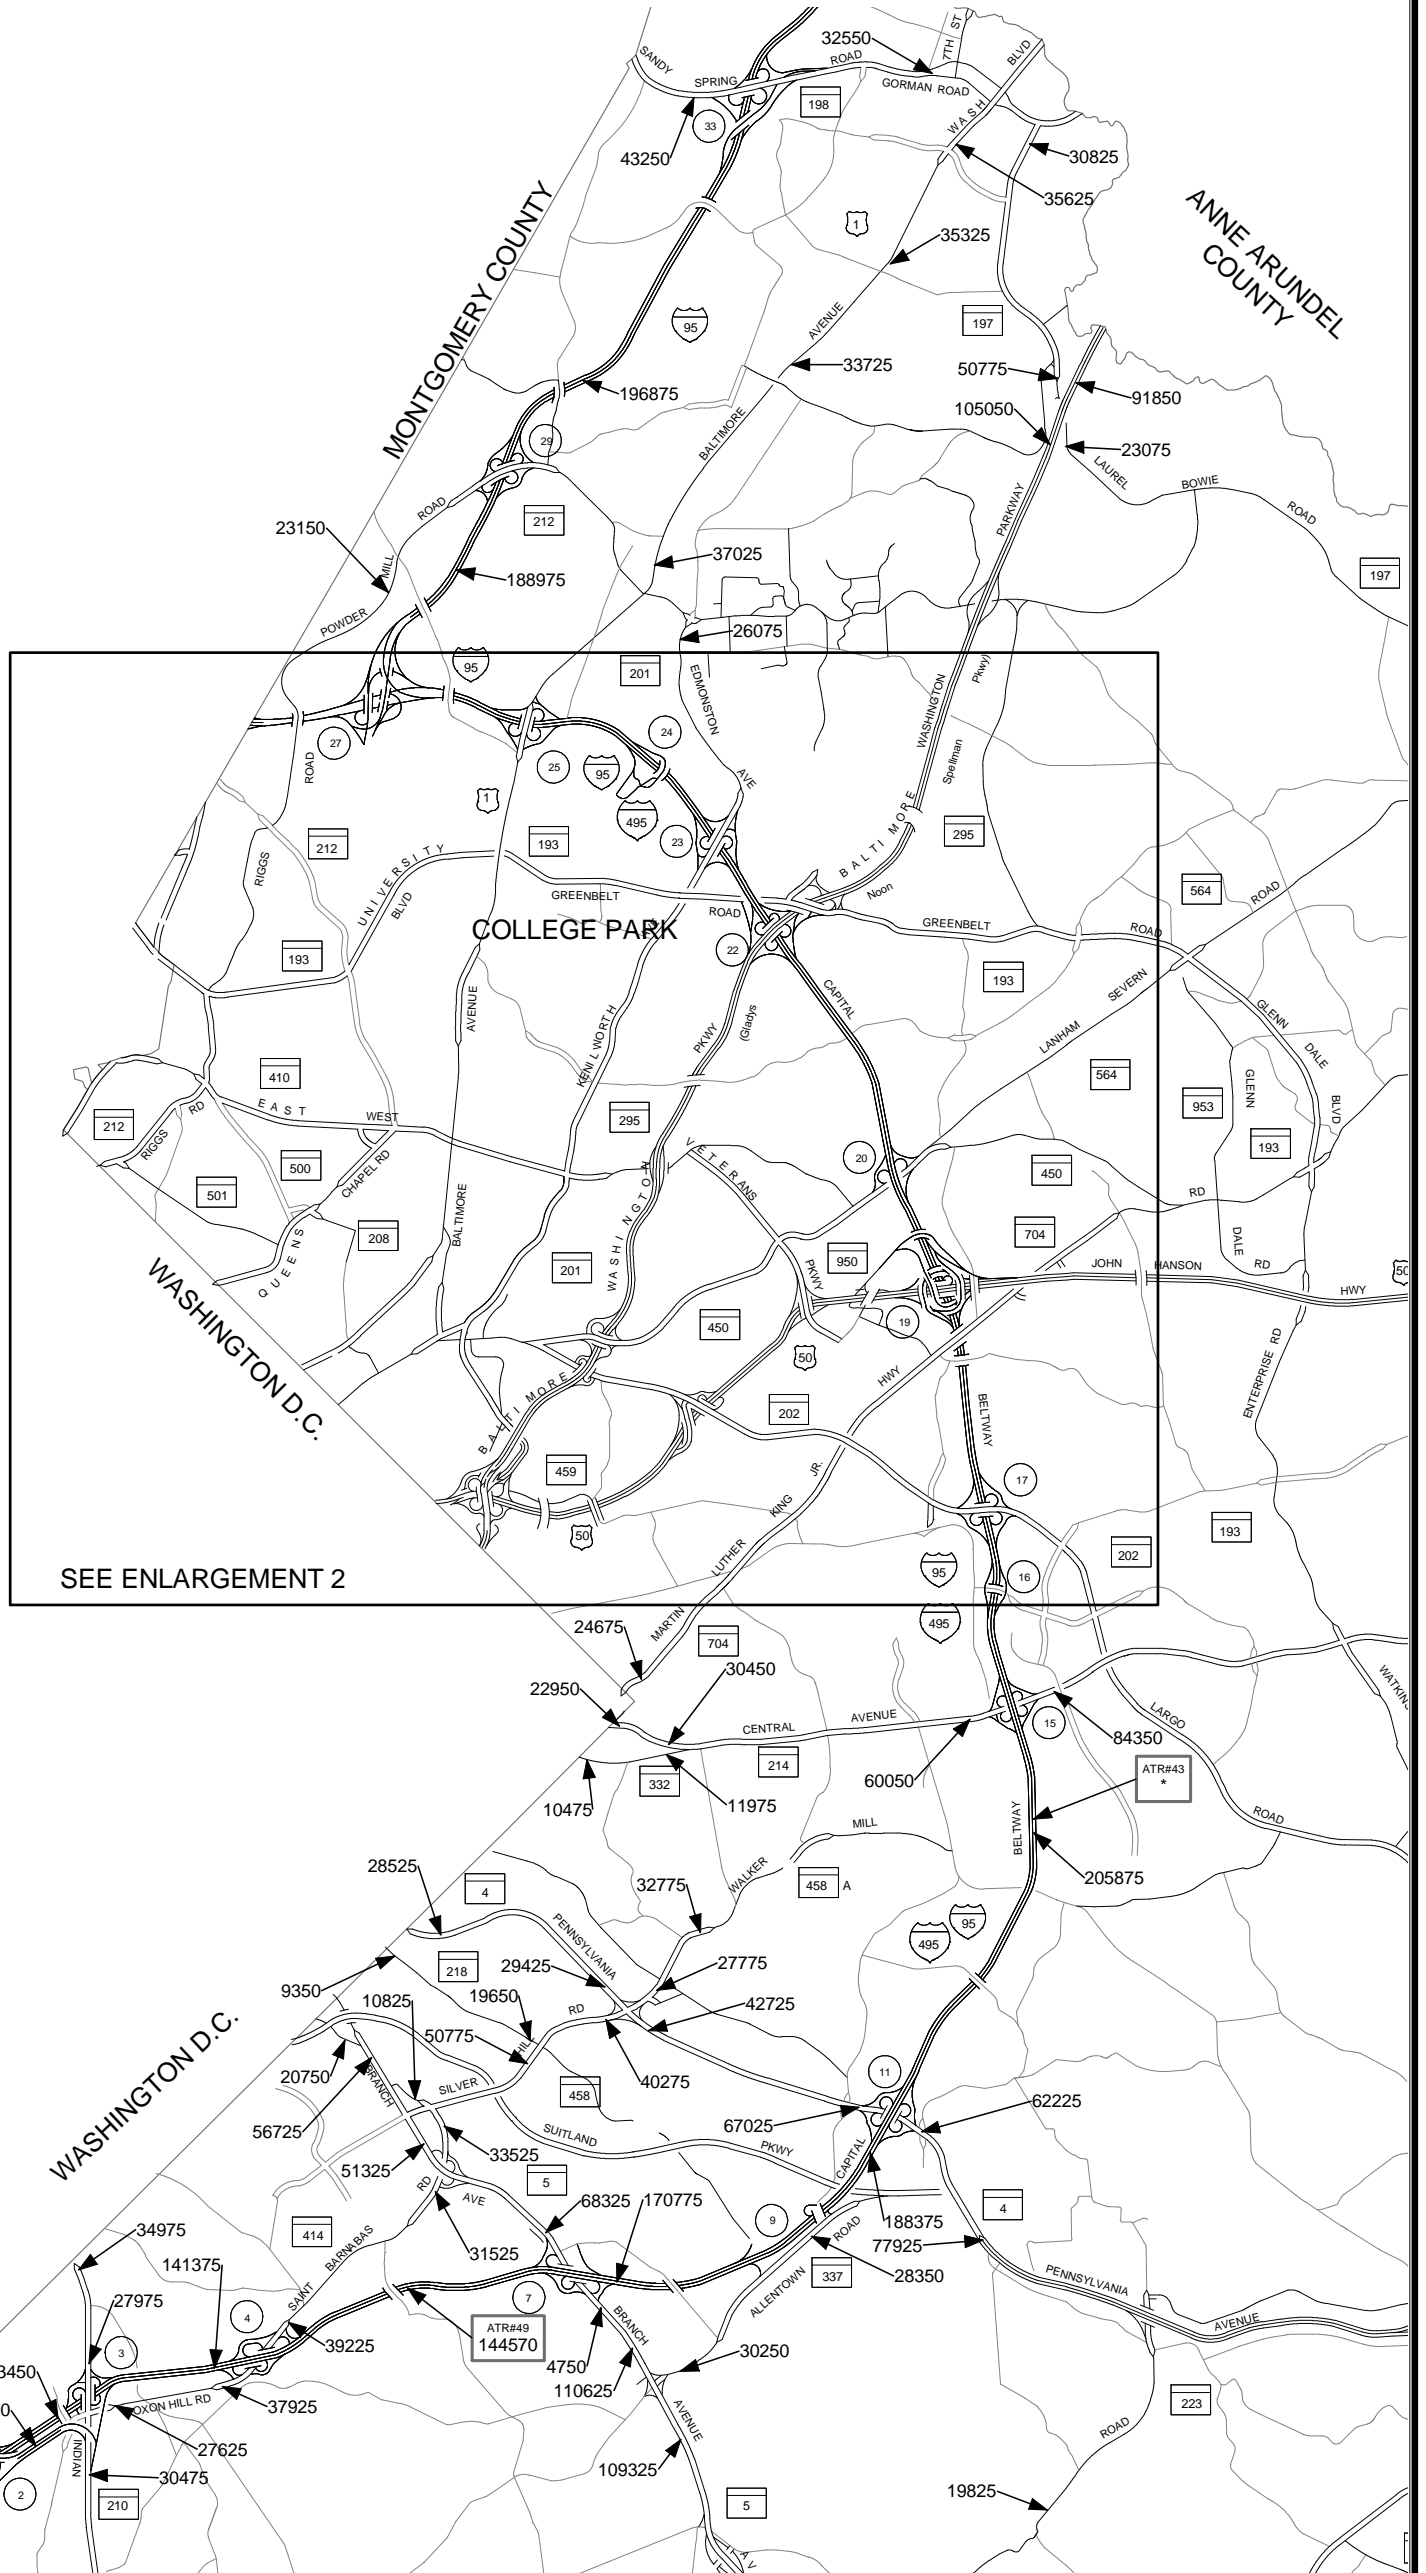 32550
7TH ST
BLVD
SANDY
SPRING
ROAD
GORMAN ROAD
WASH
198
33
43250
30825
35625
MONTGOMERY COUNTY
1
35325
ANNE ARUNDEL
COUNTY
95
197
AVENUE
33725
50775
91850
196875
105050
BALTIMORE
29
23075
LAUREL
BOWIE
ROAD
ROAD
PARKWAY
212
23150
37025
MILL
188975
197
POWDER
26075
95
201
EDMONSTON
Pkwy)
WASHINGTON
24
27
ROAD
25
95
AVE
Spellman
1
495
BALTIMORE
23
295
212
193
UNIVERSITY
RIGGS
Noon
564
ROAD
BLVD
GREENBELT
ROAD
GREENBELT
ROAD
COLLEGE PARK
22
193
193
CAPITAL
SEVERN
AVENUE
GLENN
KENILWORTH
PKWY
(Gladys
LANHAM
DALE
410
564
GLENN
BLVD
EAST
WEST
295
953
212
RD
193
RIGGS
VETERANS
20
500
CHAPEL RD
450
501
RD
WASHINGTON
BALTIMORE
208
704
DALE
QUEENS
201
PKWY
950
JOHN
HANSON
RD
50
HWY
WASHINGTON D.C.
450
19
50
ENTERPRISE RD
HWY
BALTIMORE
202
BELTWAY
459
JR.
17
KING
50
193
LUTHER
202
95
16
SEE ENLARGEMENT 2
MARTIN
495
24675
704
30450
22950
WATKINS
CENTRAL
AVENUE
15
LARGO
84350
214
332
60050
ATR#43
*
10475
11975
BELTWAY
ROAD
MILL
28525
WALKER
205875
4
32775
458 A
PENNSYLVANIA
95
495
218
29425
27775
9350
19650
10825
RD
42725
50775
HILL
WASHINGTON D.C.
11
20750
BRANCH
SILVER
40275
458
62225
67025
56725
SUITLAND
PKWY
CAPITAL
33525
51325
5
RD
AVE
68325
170775
9
4
34975
414
BARNABAS
ROAD
188375
77925
31525
141375
28350
337
ALLENTOWN
PENNSYLVANIA
27975
SAINT
7
4
BRANCH
AVENUE
ATR#49
144570
3
39225
30250
4750
110625
3450
37925
OXON HILL RD
223
AVENUE
0
ROAD
27625
INDIAN
109325
30475
2
19825
210
5
AV